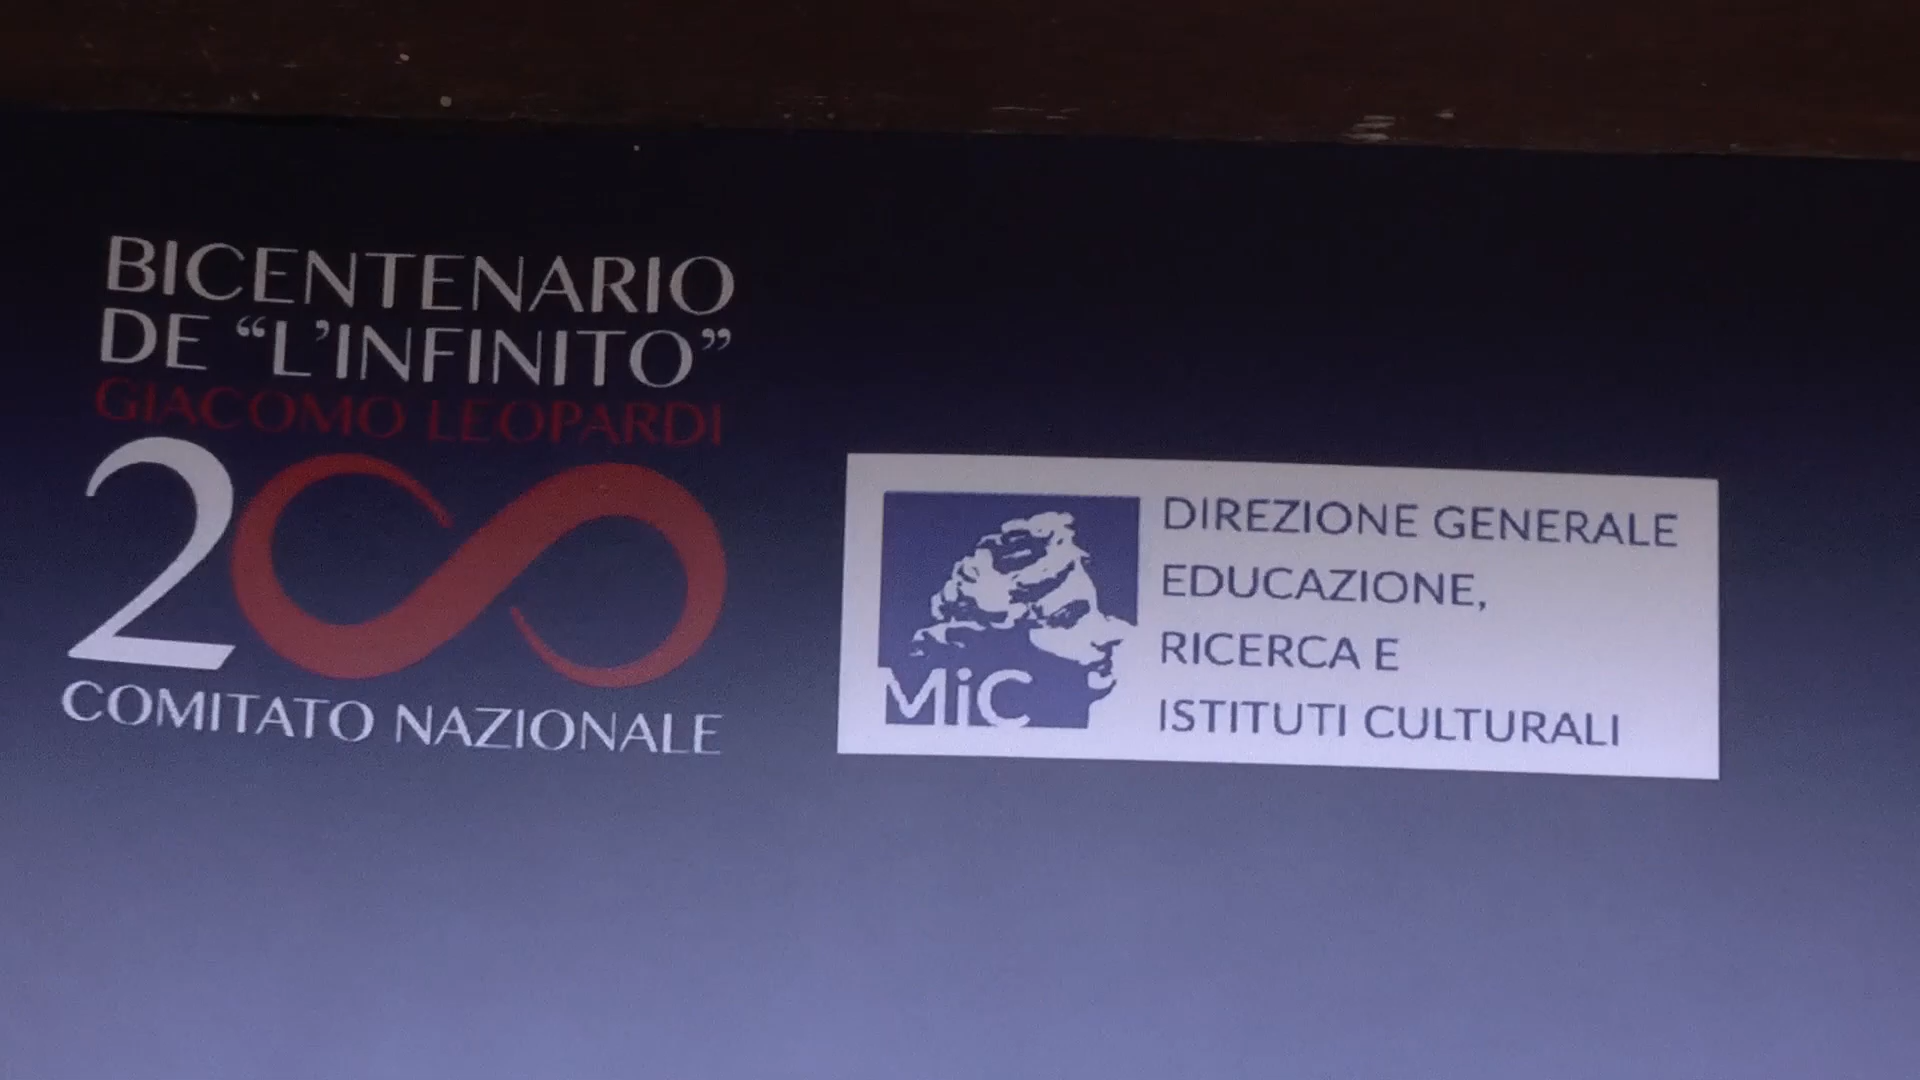 BICENTENARIO
DE “L’INFINITO”
GIACOMO LEOPARDI
200
COMITATO NAZIONALE
MiC
DIREZIONE GENERALE
EDUCAZIONE,
RICERCA E
ISTITUTI CULTURALI